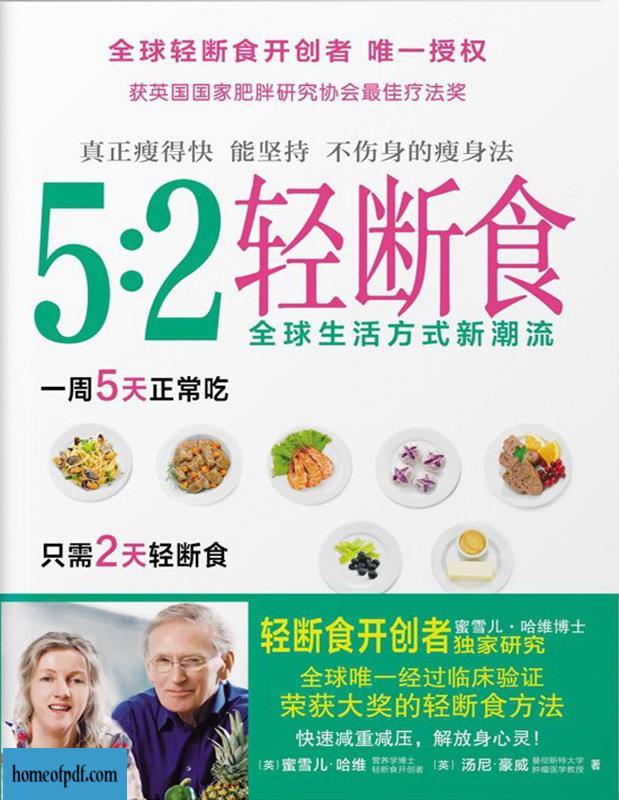 全球轻断食开创者 唯一授权
获英国国家肥胖研究协会最佳疗法奖
真正瘦得快 能坚持 不伤身的瘦身法
5:2轻断食
全球生活方式新潮流
一周5天正常吃
只需2天轻断食
轻断食开创者 蜜雪儿·哈维博士 独家研究
全球唯一经过临床验证
荣获大奖的轻断食方法
快速减重减压，解放身心灵！
[英] 蜜雪儿·哈维 营养学博士 轻断食开创者 [英] 汤尼·豪威 曼彻斯特大学 肿瘤医学教授 著
homeofpdf.com